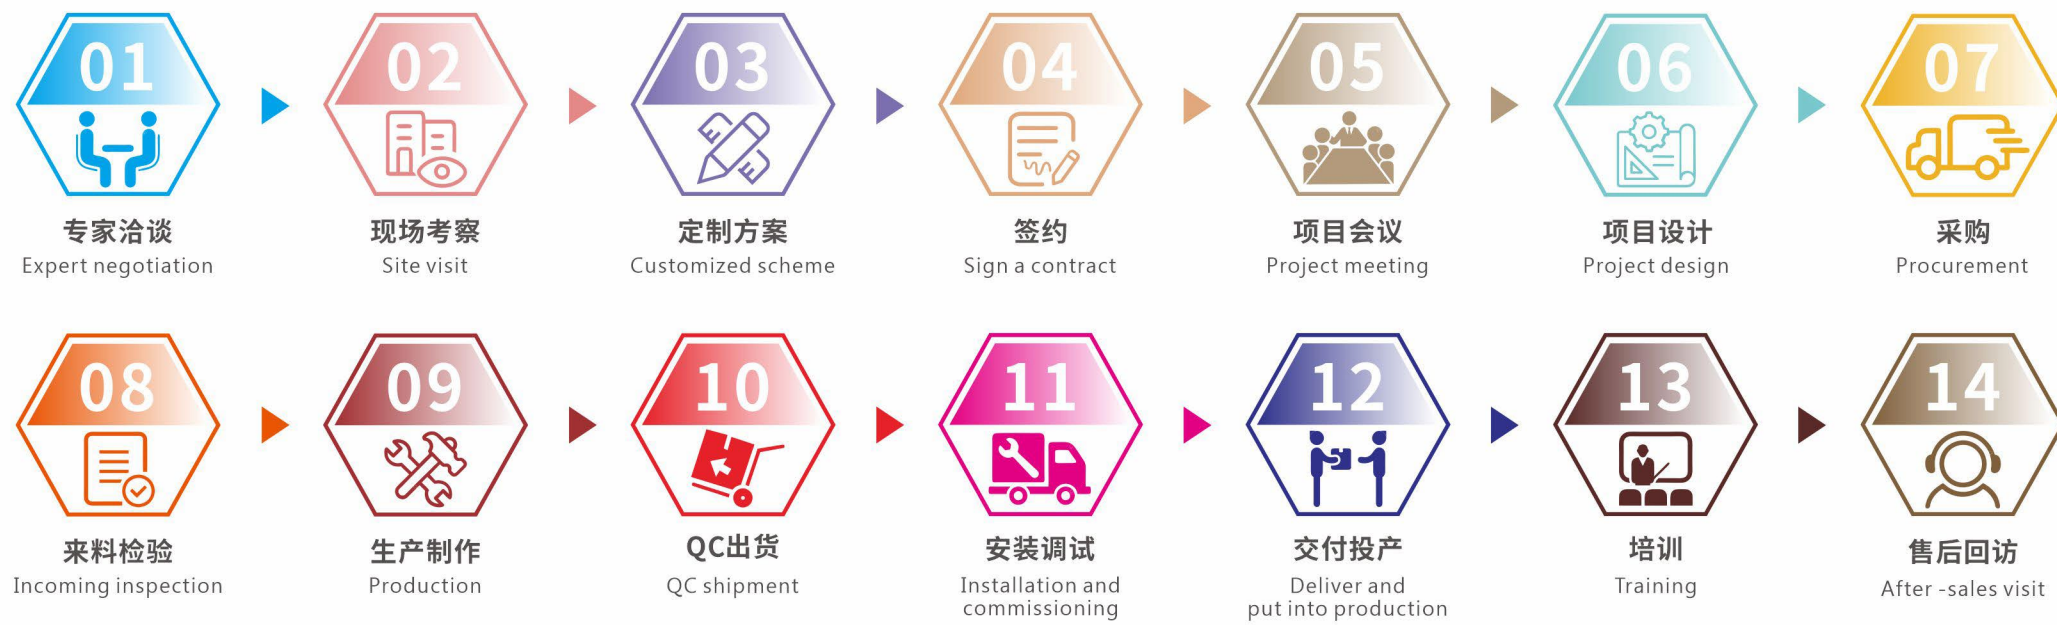 01
专家洽谈
Expert negotiation
02
现场考察
Site visit
03
定制方案
Customized scheme
04
签约
Sign a contract
05
项目会议
Project meeting
06
项目设计
Project design
07
采购
Procurement
08
来料检验
Incoming inspection
09
生产制作
Production
10
QC出货
QC shipment
11
安装调试
Installation and
commissioning
12
交付投产
Deliver and
put into production
13
培训
Training
14
售后回访
After -sales visit